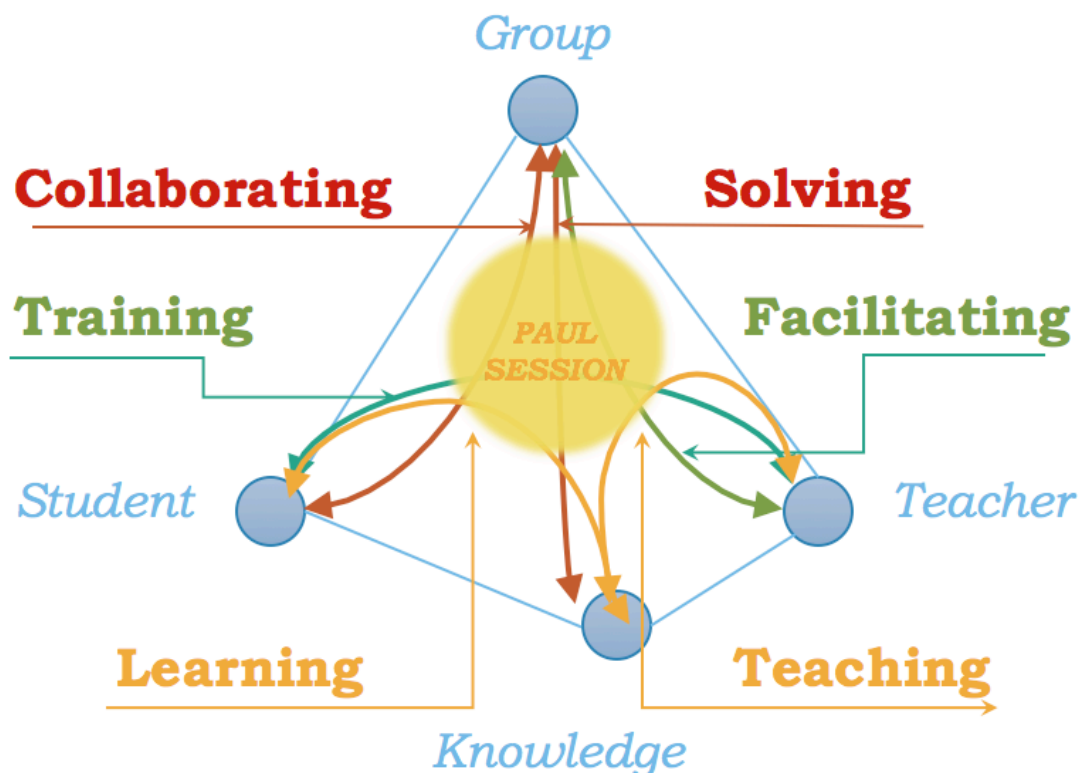 Group
Collaborating
Solving
Training
Facilitating
PAUL
SESSION
Student
Teacher
Learning
Teaching
Knowledge